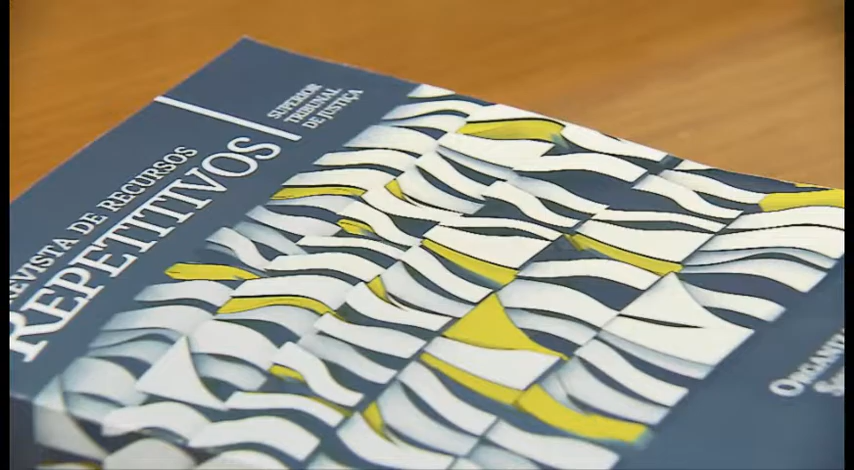 REVISTA DE RECURSOS
REPETITIVOS
SUPERIOR
TRIBUNAL
DE JUSTIÇA